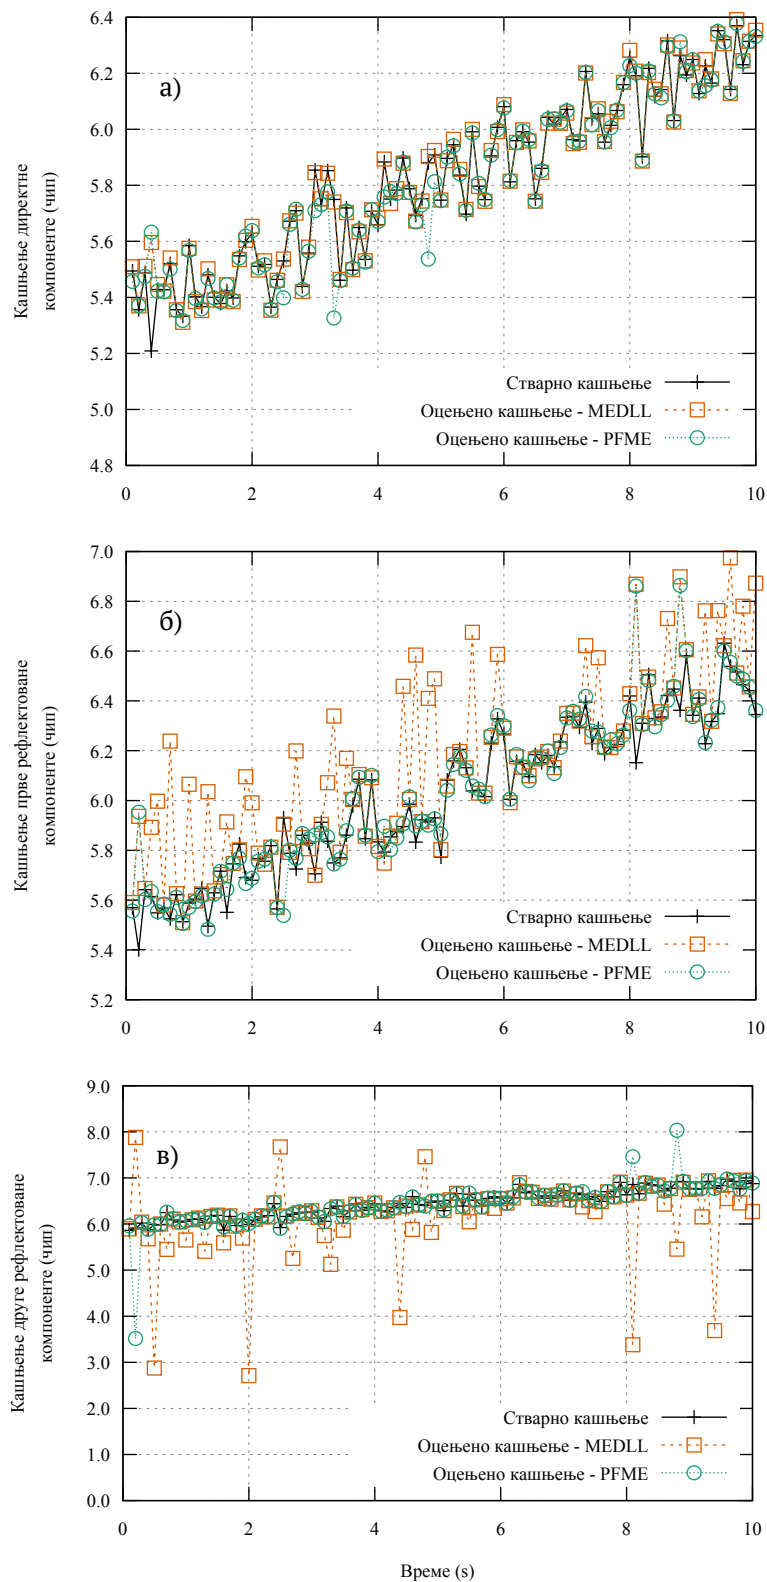 6.4
6.2
6.0
5.8
5.6
5.4
5.2
5.0
4.8
а)
Кашњење директне
компоненте (чип)
Стварно кашњење
Оцењено кашњење - MEDLL
Оцењено кашњење - PFME
0 2 4 6 8 10
7.0
6.8
6.6
6.4
6.2
6.0
5.8
5.6
5.4
5.2
б)
Кашњење прве рефлектоване
компоненте (чип)
Стварно кашњење
Оцењено кашњење - MEDLL
Оцењено кашњење - PFME
0 2 4 6 8 10
9.0
8.0
7.0
6.0
5.0
4.0
3.0
2.0
1.0
0.0
в)
Кашњење друге рефлектоване
компоненте (чип)
Стварно кашњење
Оцењено кашњење - MEDLL
Оцењено кашњење - PFME
0 2 4 6 8 10
Време (s)